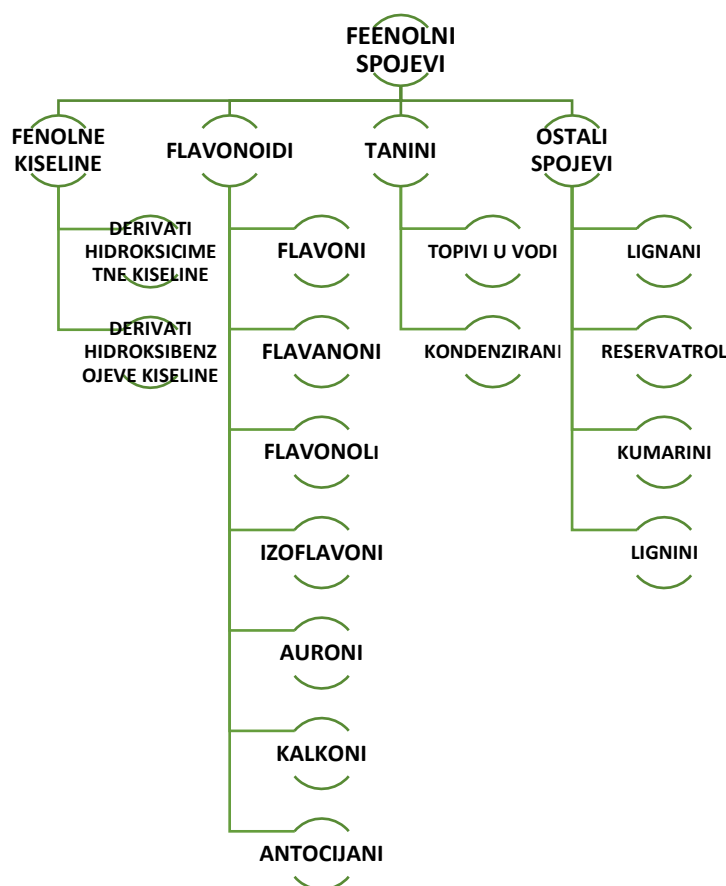 FEENOLNI
SPOJEVI
FENOLNE
KISELINE
FLAVONOIDI
TANINI
OSTALI
SPOJEVI
DERIVATI
HIDROKSICIME
TNE KISELINE
DERIVATI
HIDROKSIBENZ
OJEVE KISELINE
FLAVONI
FLAVANONI
FLAVONOLI
IZOFLAVONI
AURONI
KALKONI
ANTOCIJANI
TOPIVI U VODI
KONDENZIRANI
LIGNANI
RESERVATROL
KUMARINI
LIGNINI